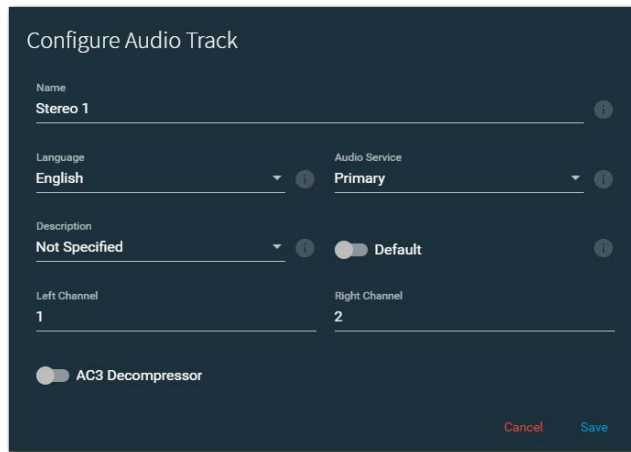 Configure Audio Track
Name
Stereo 1
Language
Audio Service
English
Primary
Description
Not Specified
Default
Left Channel
Right Channel
1
2
AC3 Decompressor
Cancel
Save